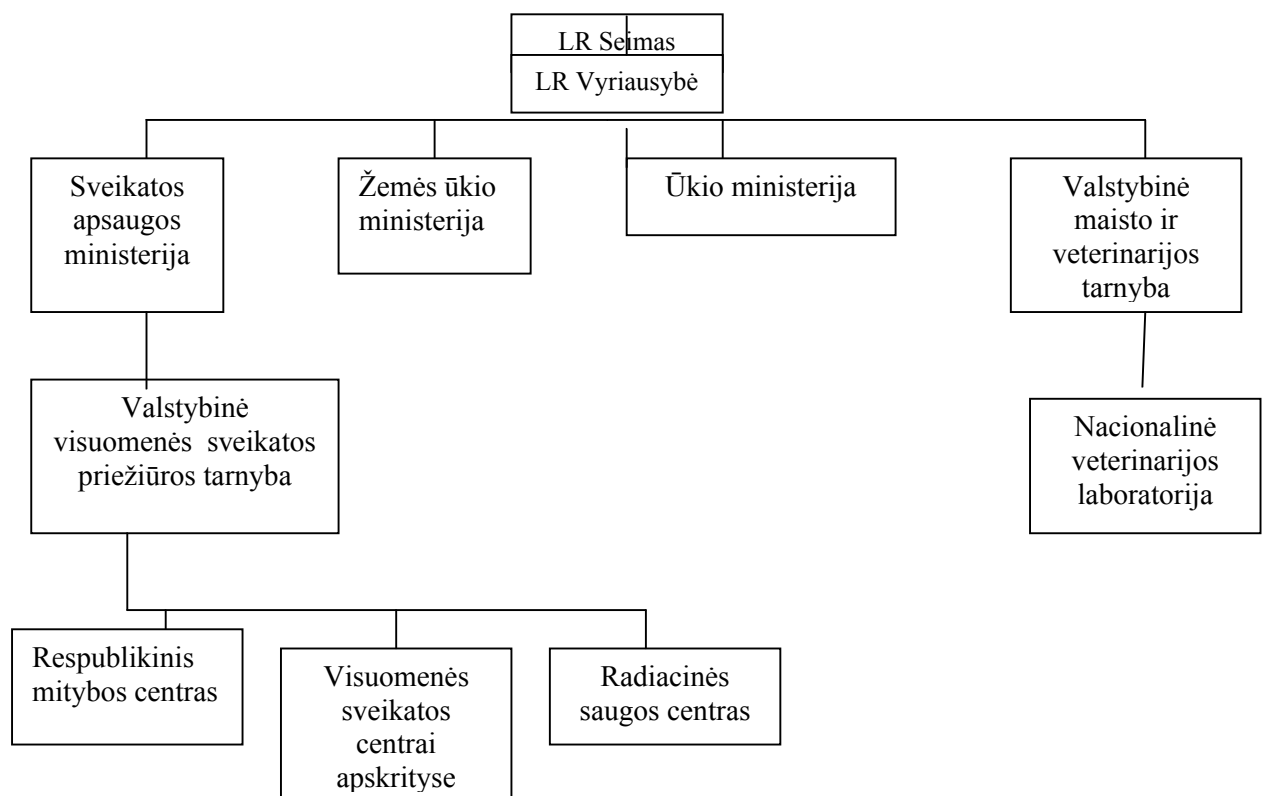 LR Seimas
LR Vyriausybė
Sveikatos
apsaugos
ministerija
Žemės ūkio
ministerija
Ūkio ministerija
Valstybinė
maisto ir
veterinarijos
tarnyba
Valstybinė
visuomenės sveikatos
priežiūros tarnyba
Nacionalinė
veterinarijos
laboratorija
Respublikinis
mitybos centras
Visuomenės
sveikatos
centrai
apskrityse
Radiacinės
saugos centras